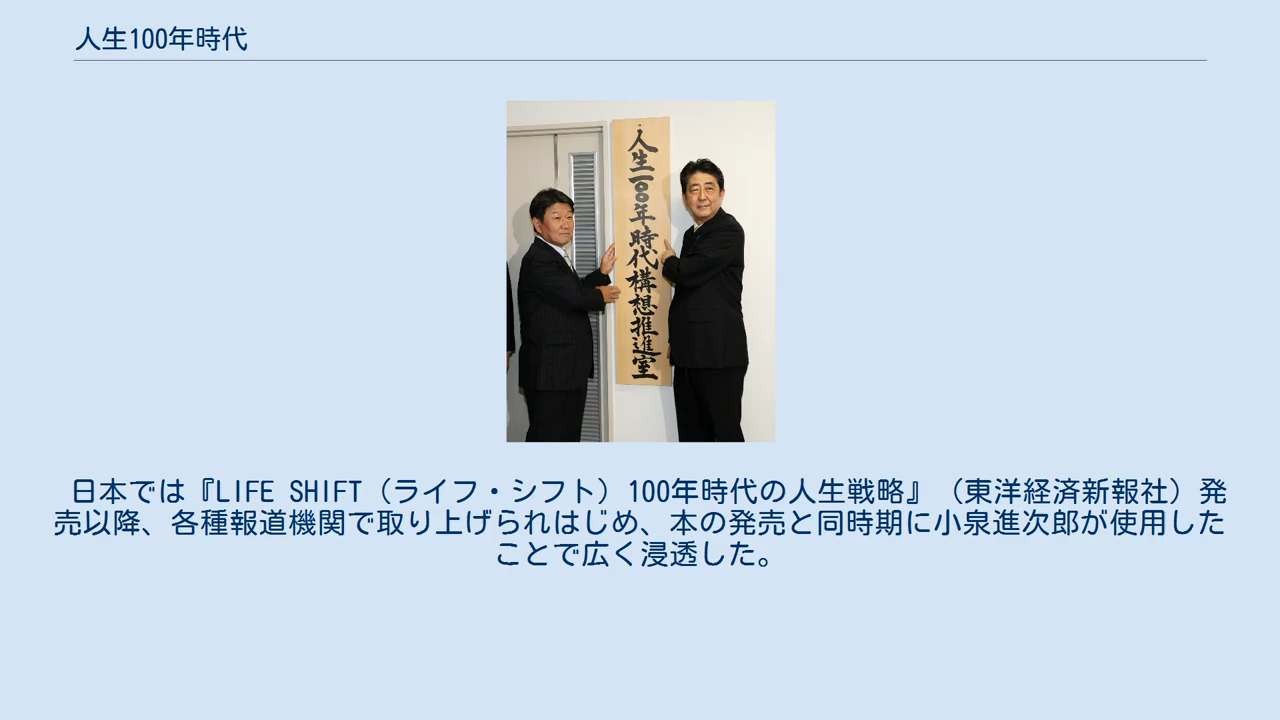 人生100年時代
人生一〇〇年時代構想推進室
日本では『LIFE SHIFT（ライフ・シフト）100年時代の人生戦略』（東洋経済新報社）発
売以降、各種報道機関で取り上げられはじめ、本の発売と同時期に小泉進次郎が使用した
ことで広く浸透した。